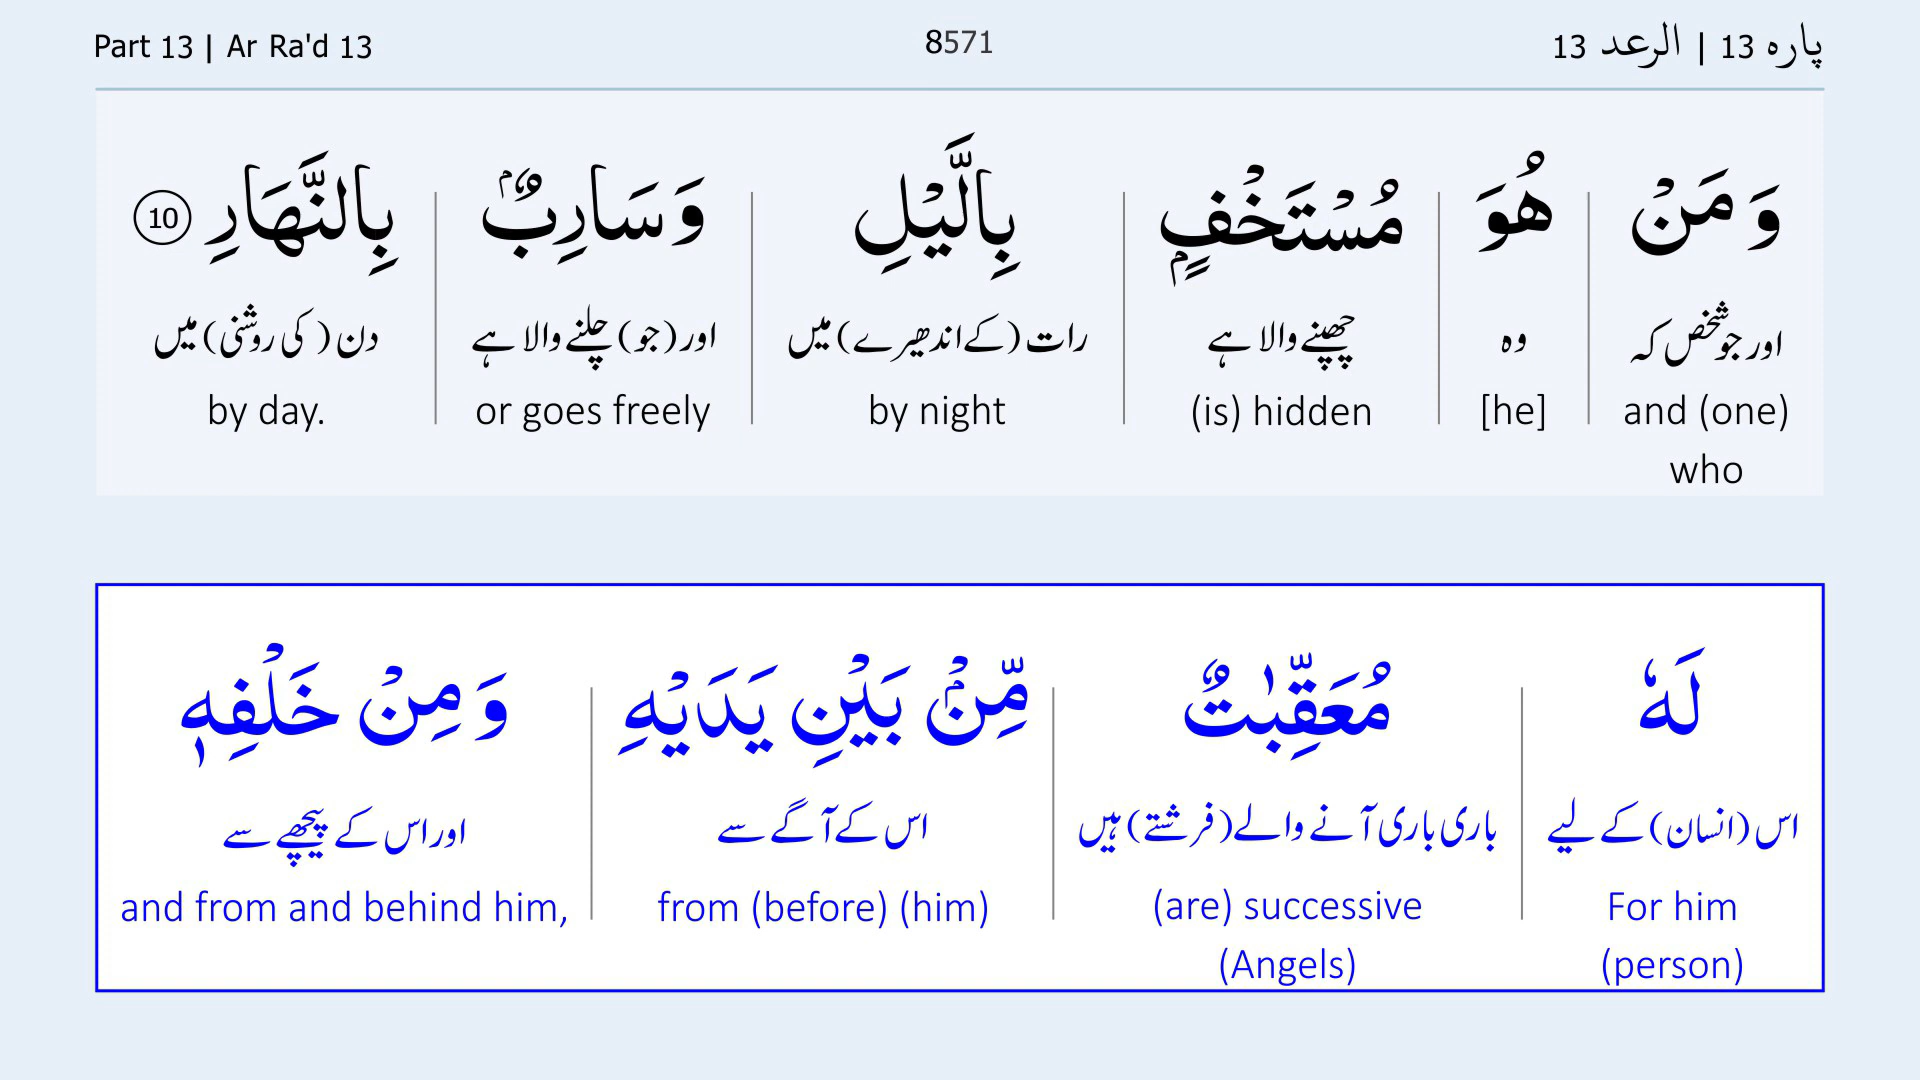 Part 13 | Ar Ra'd 13
8571
پارہ 13 | الرعد 13
وَمَنْ هُوَ مُسْتَخْفٍۭ بِالَّيْلِ وَسَارِبٌۢ بِالنَّهَارِ 10
اور جو شخص کہ وہ چھپنے والا ہے رات (کے اندھیرے) میں اور (جو) چلنے والا ہے دن (کی روشنی) میں
and (one) [he] (is) hidden by night or goes freely by day.
who
لَهٗ مُعَقِّبٰتٌ مِّنْۢ بَيْنِ يَدَيْهِ وَمِنْ خَلْفِهٖ
اس (انسان) کے لیے باری باری آنے والے (فرشتے) ہیں اس کے آگے سے اور اس کے پیچھے سے
For him (are) successive from (before) (him) and from and behind him,
(person) (Angels)